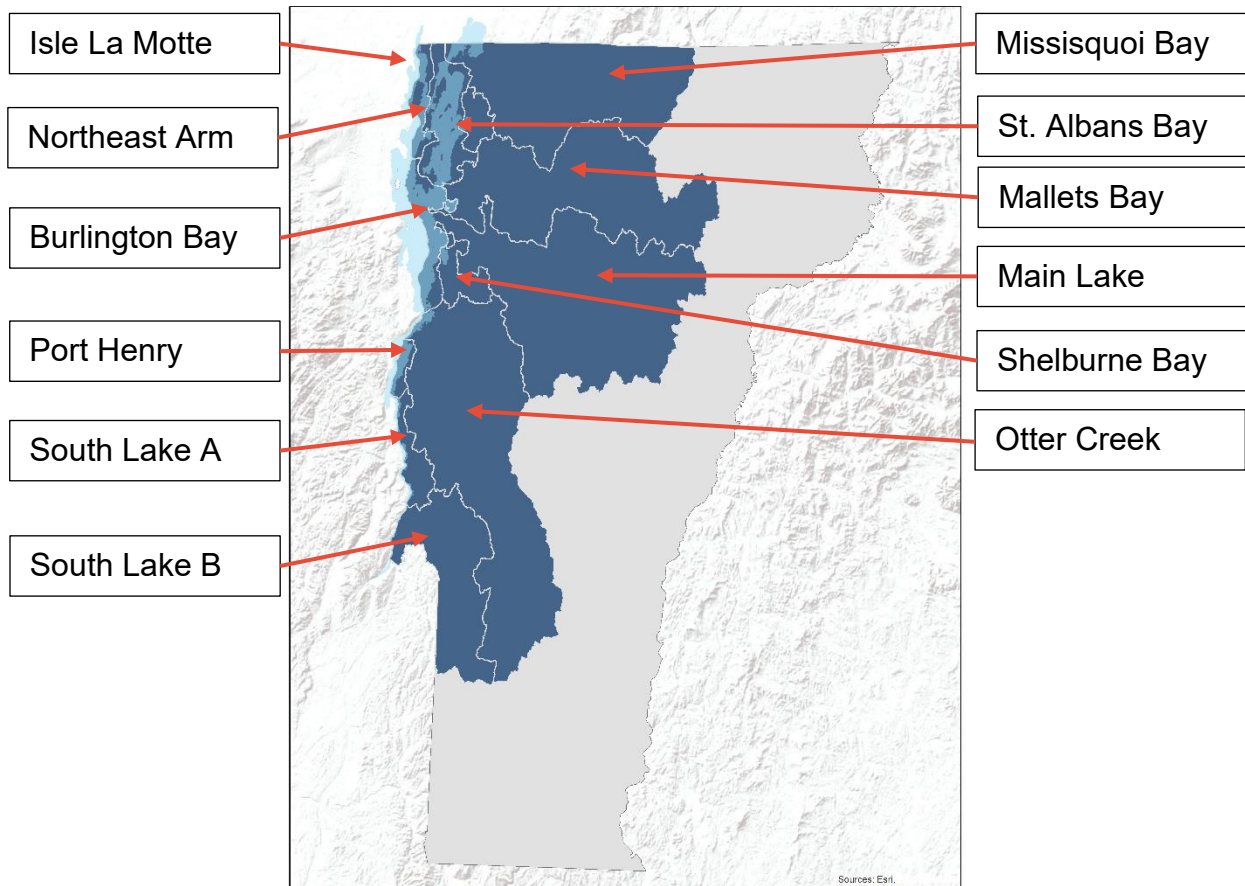 Isle La Motte
Northeast Arm
Burlington Bay
Port Henry
South Lake A
South Lake B
Missisquoi Bay
St. Albans Bay
Mallets Bay
Main Lake
Shelburne Bay
Otter Creek
Sources: Esri.